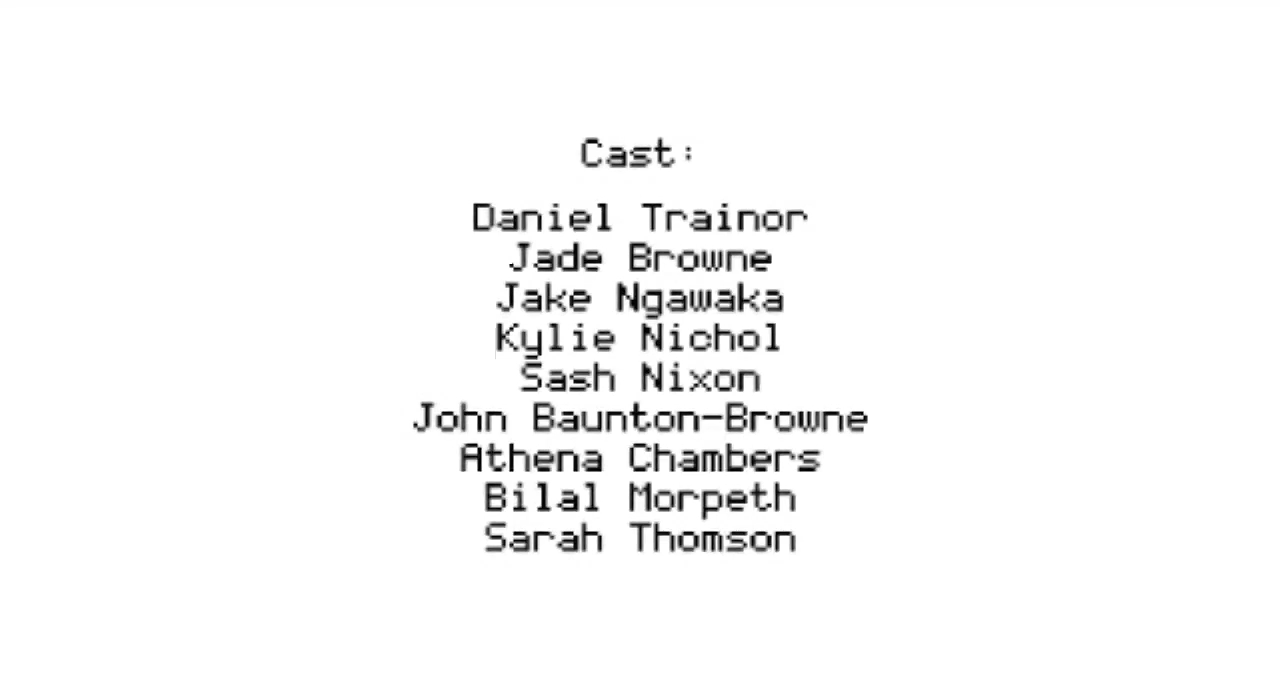 Cast:
Daniel Trainor
Jade Browne
Jake Ngawaka
Kylie Nichol
Sash Nixon
John Baunton-Browne
Athena Chambers
Bilal Morpeth
Sarah Thomson